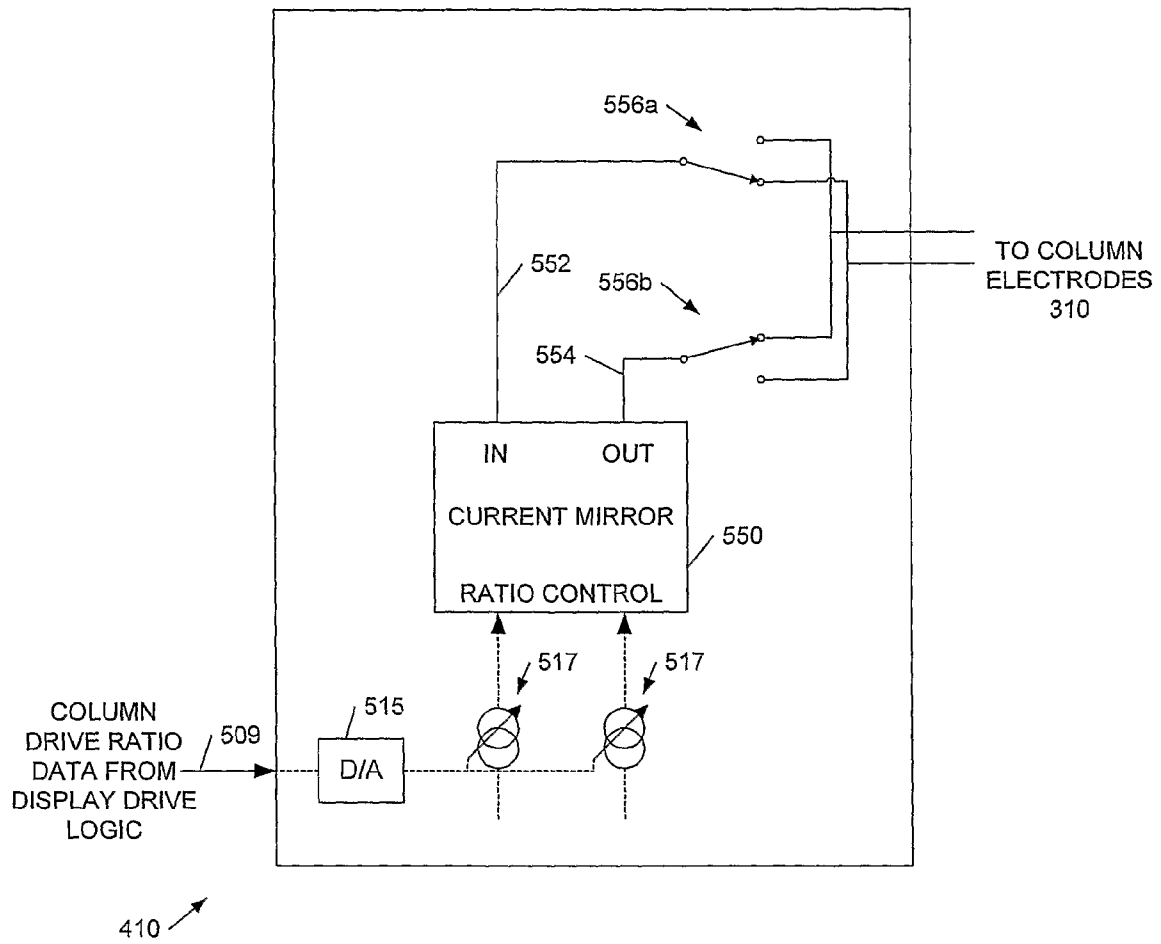 556a
TO COLUMN
ELECTRODES
310
552
556b
554
IN OUT
CURRENT MIRROR
550
RATIO CONTROL
517 517
COLUMN
DRIVE RATIO
DATA FROM
DISPLAY DRIVE
LOGIC
509
515
D/A
410